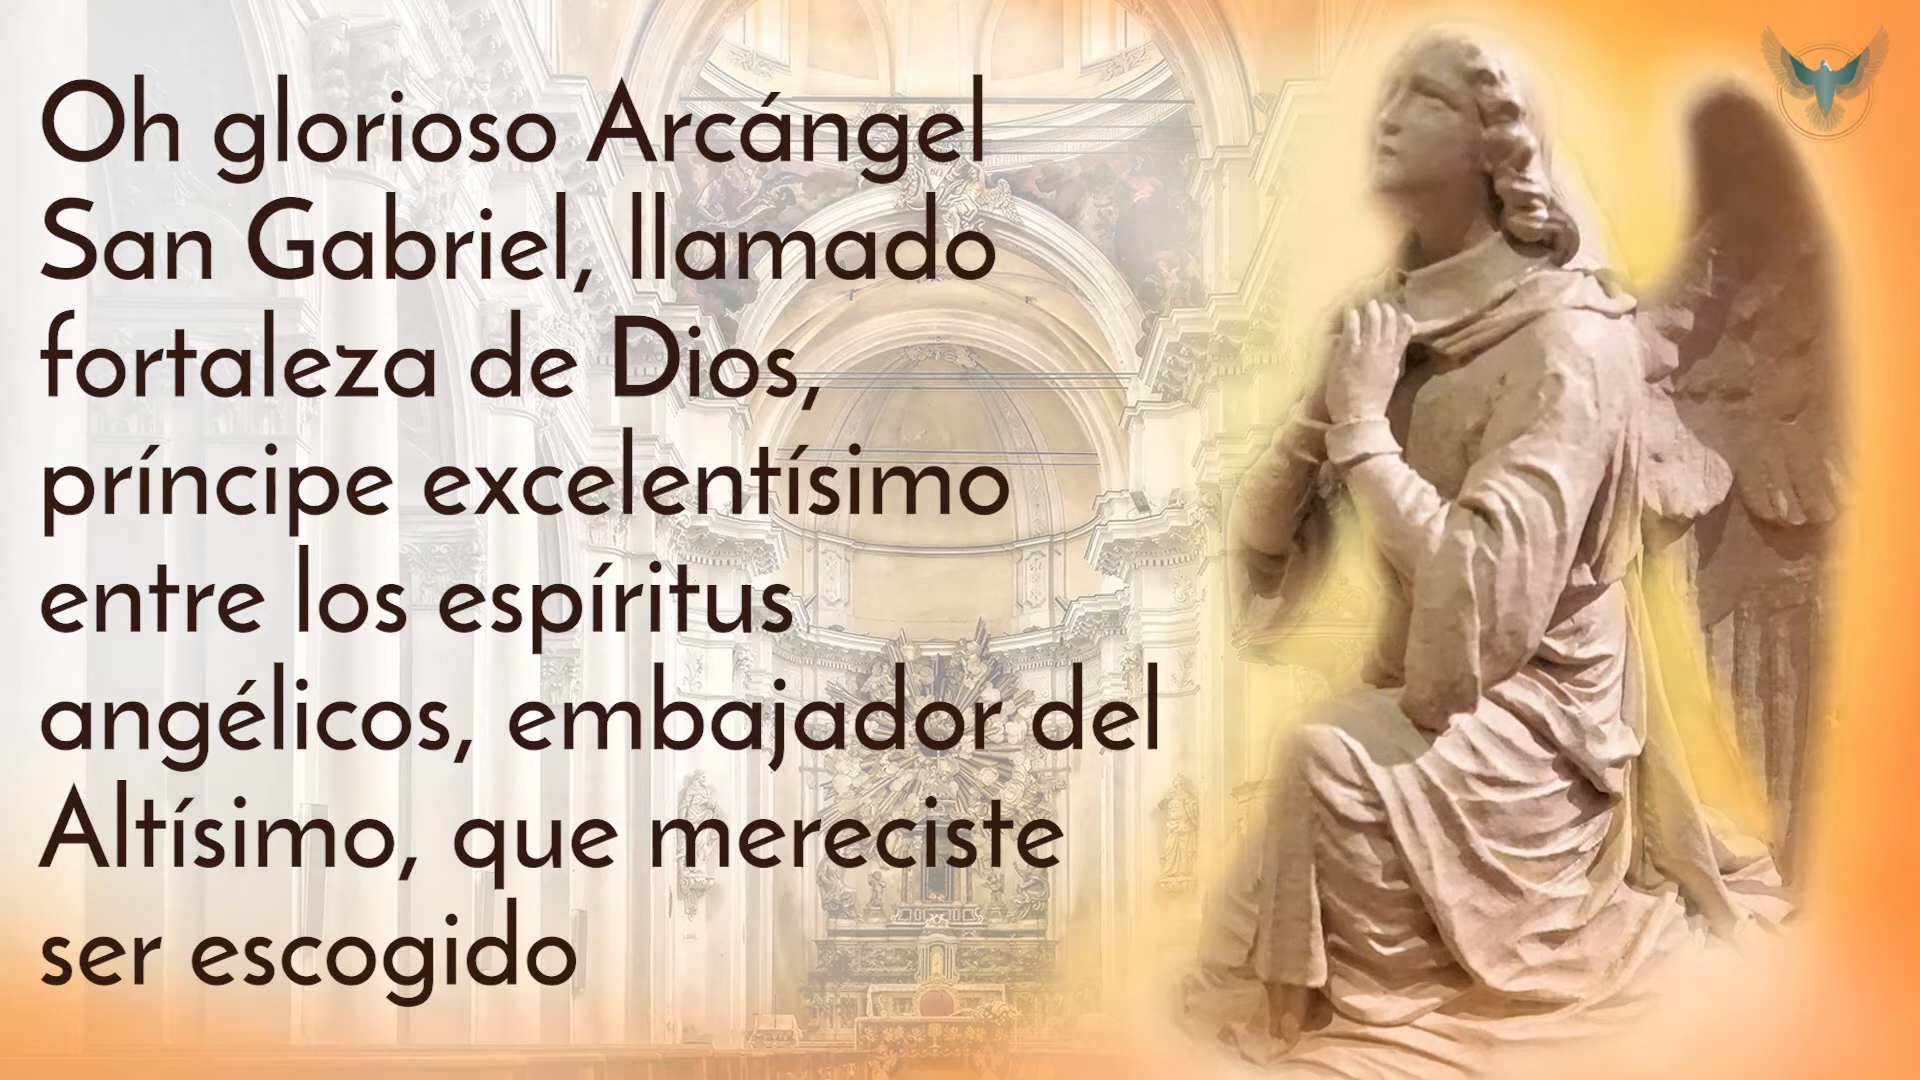 Oh glorioso Arcángel
San Gabriel, llamado
fortaleza de Dios,
príncipe excelentísimo
entre los espíritus
angélicos, embajador del
Altísimo, que mereciste
ser escogido